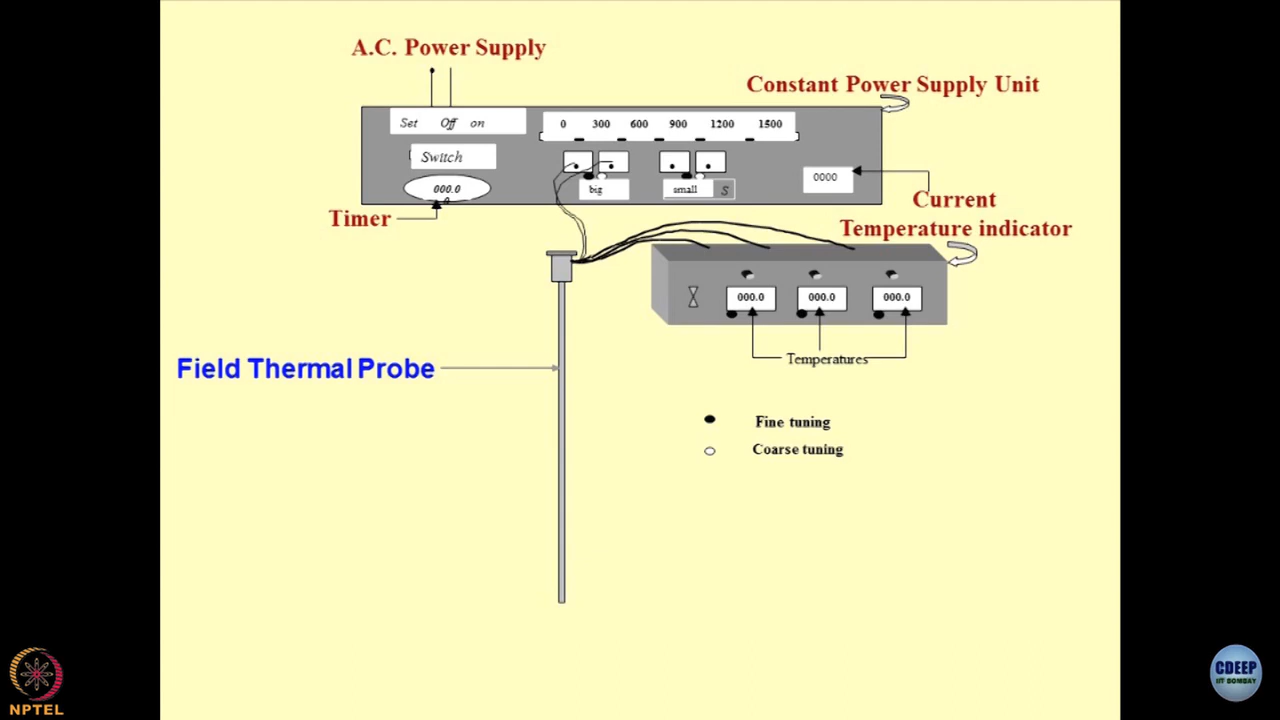 A.C. Power Supply
Constant Power Supply Unit
Set Off on
0 300 600 900 1200 1500
Switch
000.0
0
big
small S
0000
Timer
Current
Temperature indicator
000.0 000.0 000.0
Temperatures
Field Thermal Probe
Fine tuning
Coarse tuning
NPTEL
CDEEP
IIT BOMBAY